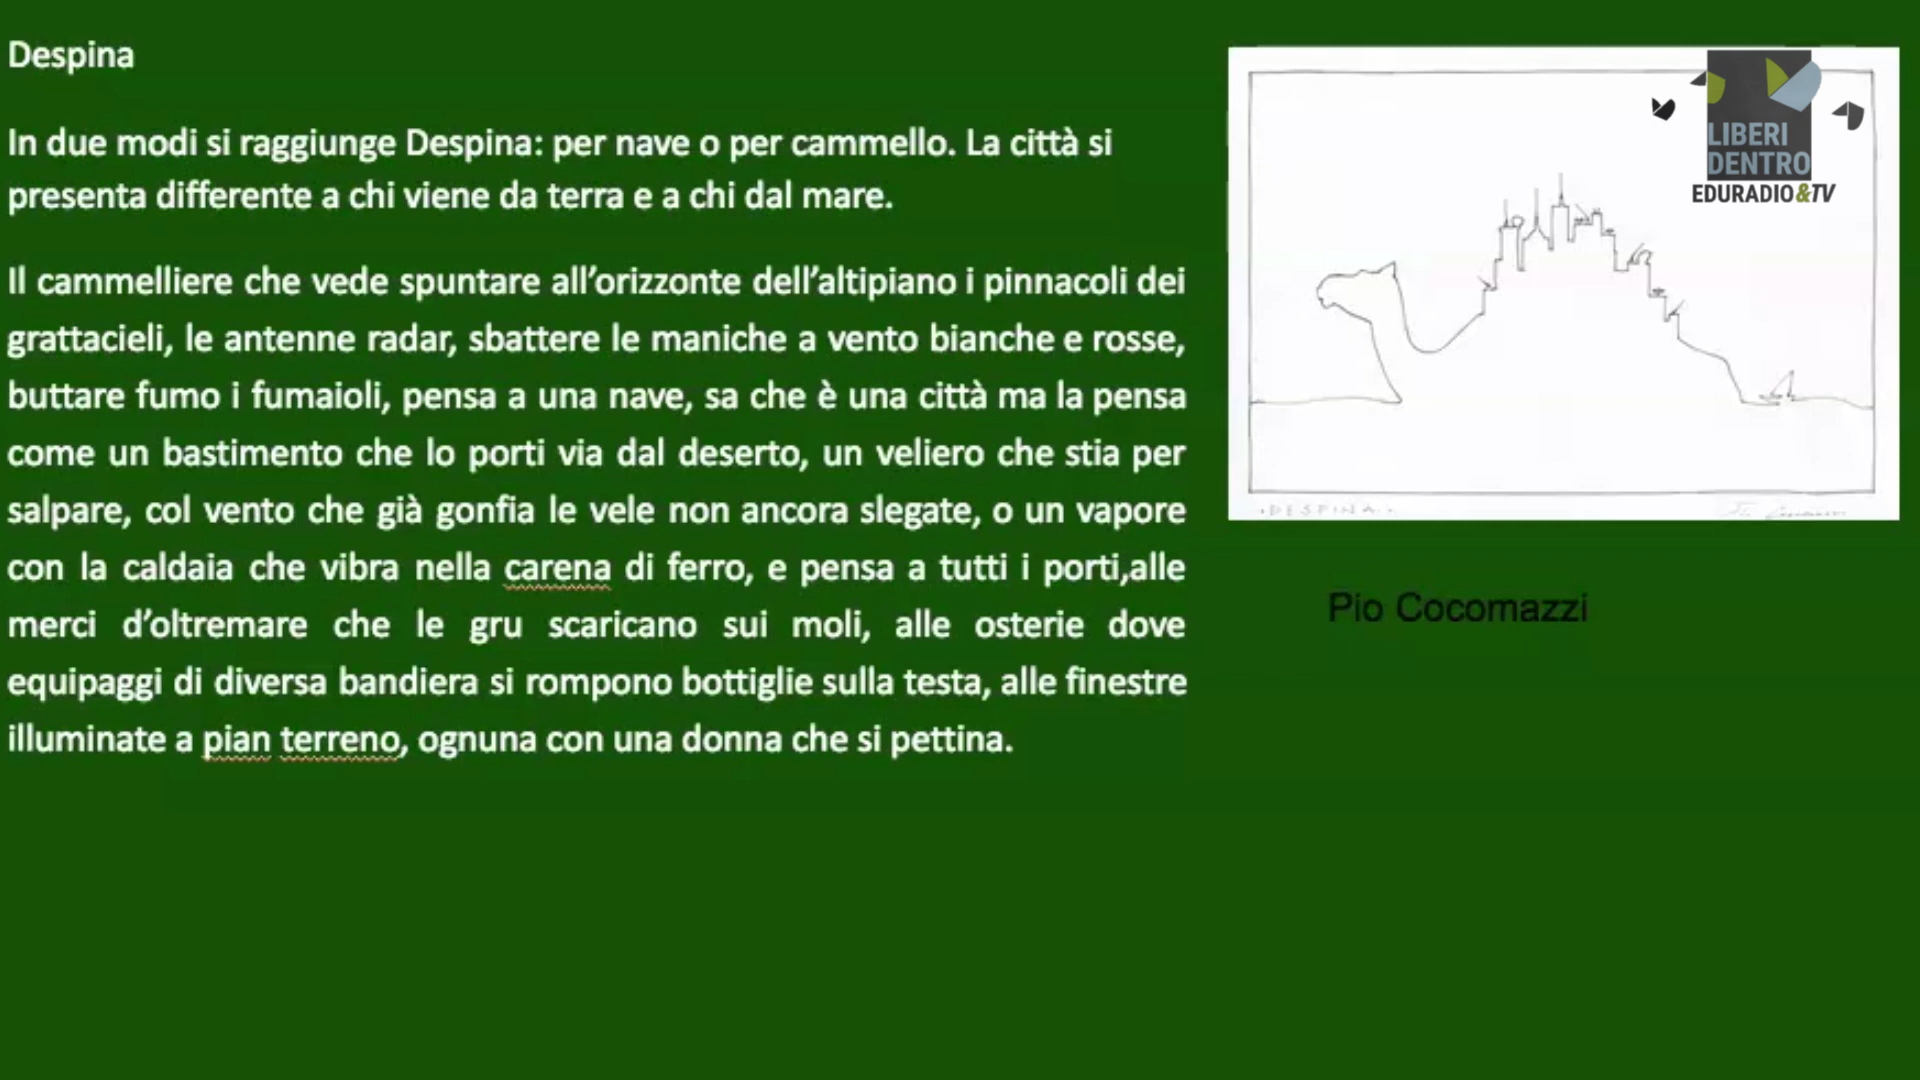 Despina
In due modi si raggiunge Despina: per nave o per cammello. La città si
presenta differente a chi viene da terra e a chi dal mare.
Il cammelliere che vede spuntare all’orizzonte dell’altipiano i pinnacoli dei
grattacieli, le antenne radar, sbattere le maniche a vento bianche e rosse,
buttare fumo i fumaioli, pensa a una nave, sa che è una città ma la pensa
come un bastimento che lo porti via dal deserto, un veliero che stia per
salpare, col vento che già gonfia le vele non ancora slegate, o un vapore
con la caldaia che vibra nella carena di ferro, e pensa a tutti i porti,alle
merci d’oltremare che le gru scaricano sui moli, alle osterie dove
equipaggi di diversa bandiera si rompono bottiglie sulla testa, alle finestre
illuminate a pian terreno, ognuna con una donna che si pettina.
LIBERI
DENTRO
EDURADIO&TV
DESPINA
Pio Cocomazzi